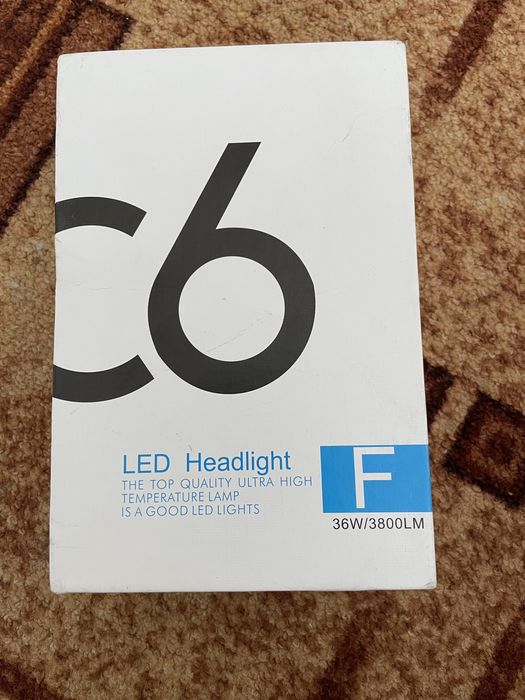 C6
LED Headlight
THE TOP QUALITY ULTRA HIGH
TEMPERATURE LAMP
IS A GOOD LED LIGHTS
F
36W/3800LM